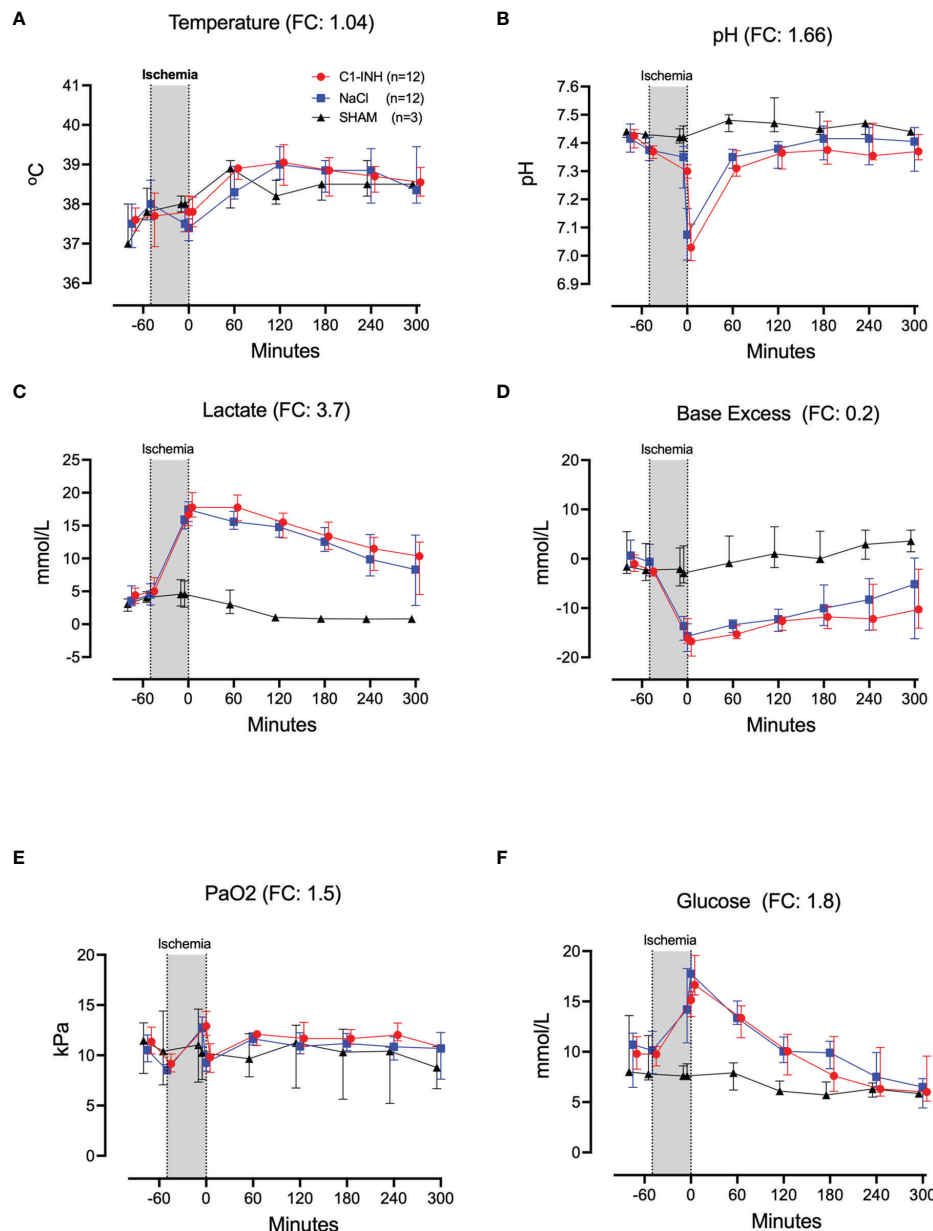 A
Temperature (FC: 1.04)
Ischemia
C1-INH (n=12)
NaCl (n=12)
SHAM (n=3)
41
40
39
38
37
36
ºC
-60 0 60 120 180 240 300
Minutes
B
pH (FC: 1.66)
Ischemia
7.6
7.5
7.4
7.3
7.2
7.1
7.0
6.9
pH
-60 0 60 120 180 240 300
Minutes
C
Lactate (FC: 3.7)
Ischemia
25
20
15
10
5
0
-5
mmol/L
-60 0 60 120 180 240 300
Minutes
D
Base Excess (FC: 0.2)
Ischemia
20
10
0
-10
-20
mmol/L
-60 0 60 120 180 240 300
Minutes
E
PaO2 (FC: 1.5)
Ischemia
20
15
10
5
0
kPa
-60 0 60 120 180 240 300
Minutes
F
Glucose (FC: 1.8)
Ischemia
20
15
10
5
0
mmol/L
-60 0 60 120 180 240 300
Minutes